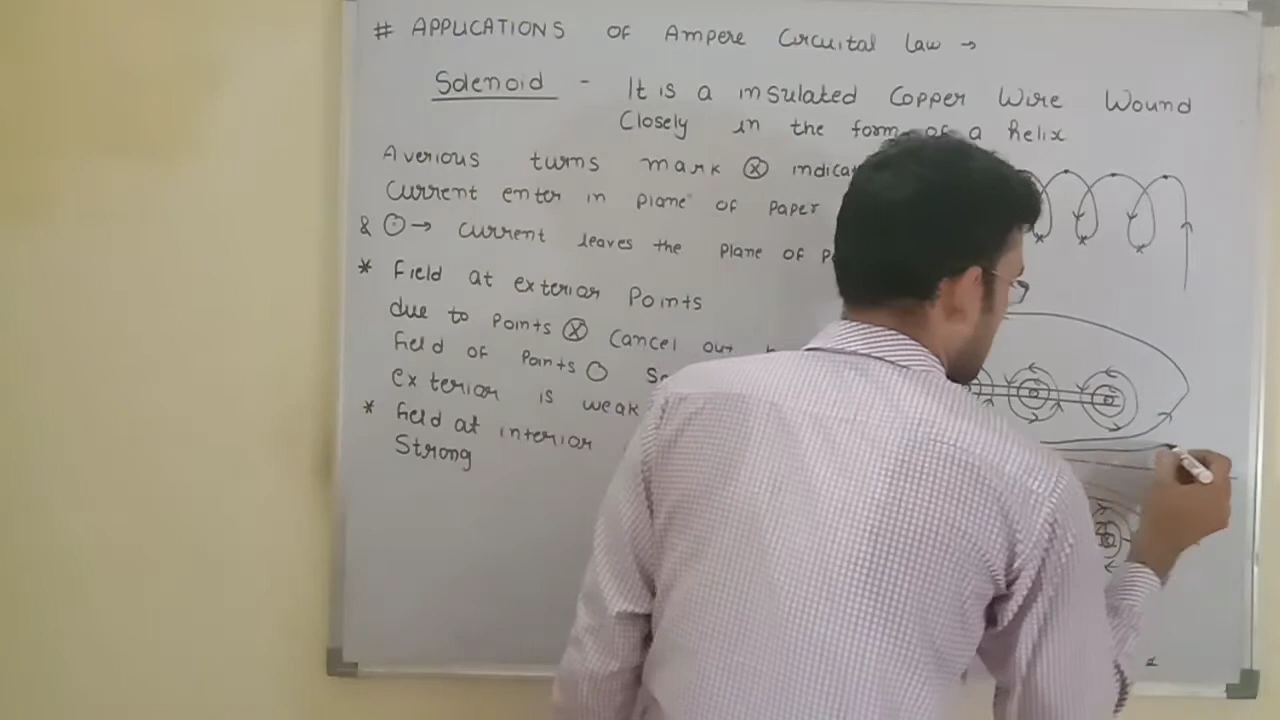 # APPLICATIONS OF Ampere Circuital Law →
Solenoid - It is a insulated Copper Wire Wound
Closely in the form of a helix
Averious turns mark ⊗
Current enter in plane of paper
& ⊙→ current leaves the plane of
* Field at exterior Points
due to points ⊗ Cancel out
field of points ⊙
exterior is weak
* field at interior
Strong